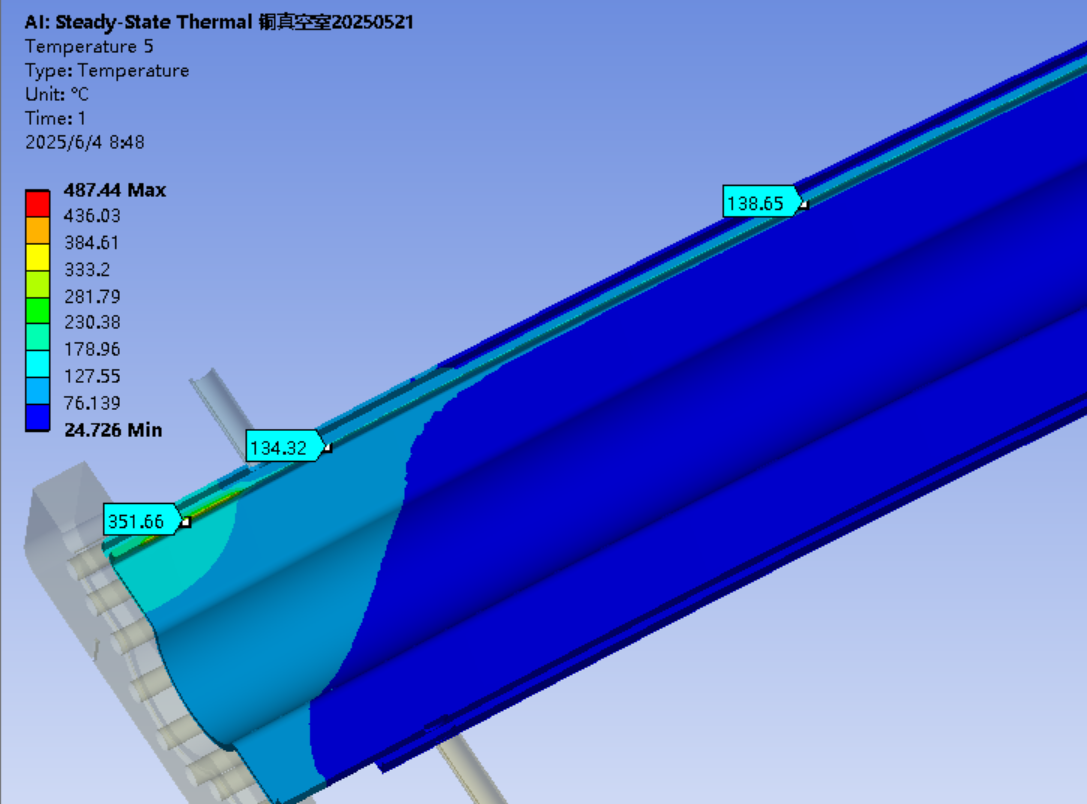 AI: Steady-State Thermal 铜真空室20250521
Temperature 5
Type: Temperature
Unit: °C
Time: 1
2025/6/4 8:48
487.44 Max
436.03
384.61
333.2
281.79
230.38
178.96
127.55
76.139
24.726 Min
138.65
134.32
351.66